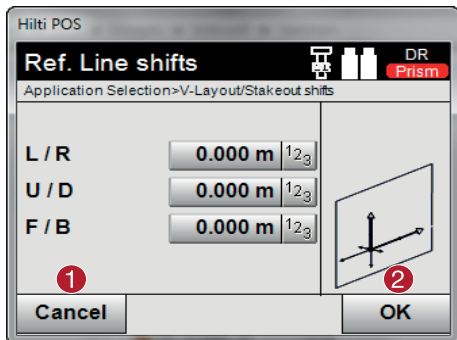 Hilti POS
Ref. Line shifts
DR
Prism
Application Selection>V-Layout/Stakeout shifts
L / R 0.000 m 123
U / D 0.000 m 123
F / B 0.000 m 123
1 2
Cancel OK